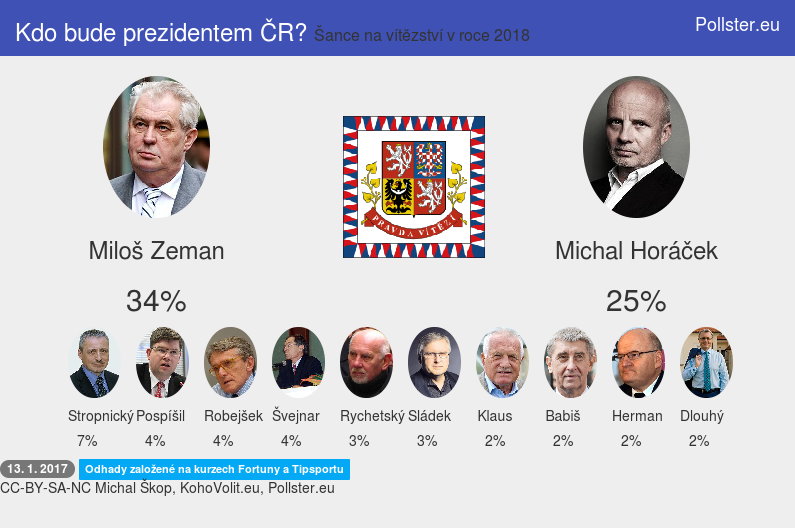 Kdo bude prezidentem ČR? Šance na vítězství v roce 2018
Pollster.eu
PRAVDA VÍTĚZÍ
Miloš Zeman
Michal Horáček
34%
25%
Stropnický Pospíšil Robejšek Švejnar Rychetský Sládek Klaus Babiš Herman Dlouhý
7% 4% 4% 4% 3% 3% 2% 2% 2% 2%
13. 1. 2017 Odhady založené na kurzech Fortuny a Tipsportu
CC-BY-SA-NC Michal Škop, KohoVolit.eu, Pollster.eu